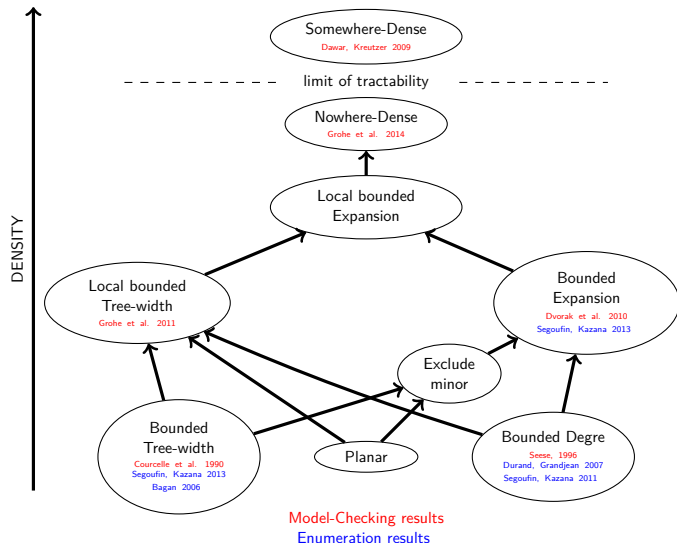 Somewhere-Dense
Dawar, Kreutzer 2009
limit of tractability
Nowhere-Dense
Grohe et al. 2014
Local bounded
Expansion
DENSITY
Local bounded
Tree-width
Grohe et al. 2011
Bounded
Expansion
Dvorak et al. 2010
Segoufin, Kazana 2013
Exclude
minor
Bounded
Tree-width
Courcelle et al. 1990
Segoufin, Kazana 2013
Bagan 2006
Planar
Bounded Degre
Seese, 1996
Durand, Grandjean 2007
Segoufin, Kazana 2011
Model-Checking results
Enumeration results